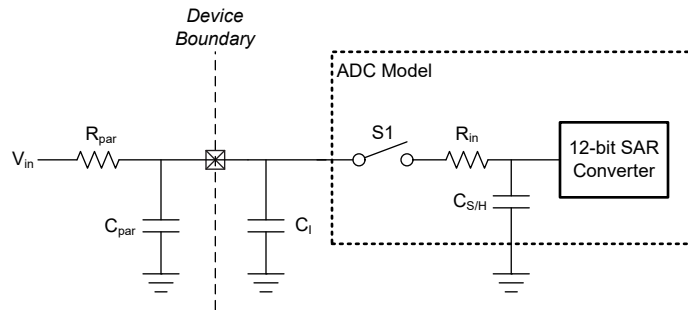 Device
Boundary
ADC Model
R_par
S1
R_in
V_in
12-bit SAR
Converter
C_par
C_I
C_S/H